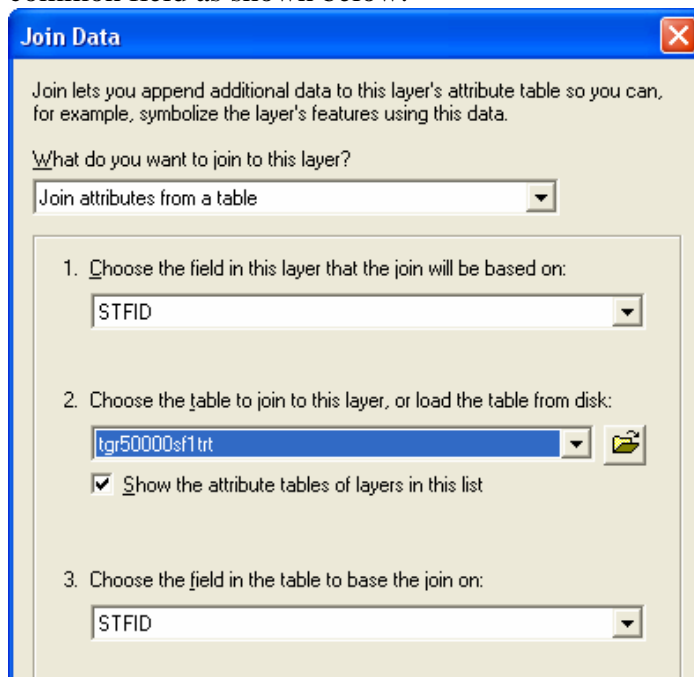 common field as shown below.
Join Data
Join lets you append additional data to this layer's attribute table so you can,
for example, symbolize the layer's features using this data.
What do you want to join to this layer?
Join attributes from a table
1. Choose the field in this layer that the join will be based on:
STFID
2. Choose the table to join to this layer, or load the table from disk:
tgr50000sf1trt
Show the attribute tables of layers in this list
3. Choose the field in the table to base the join on:
STFID